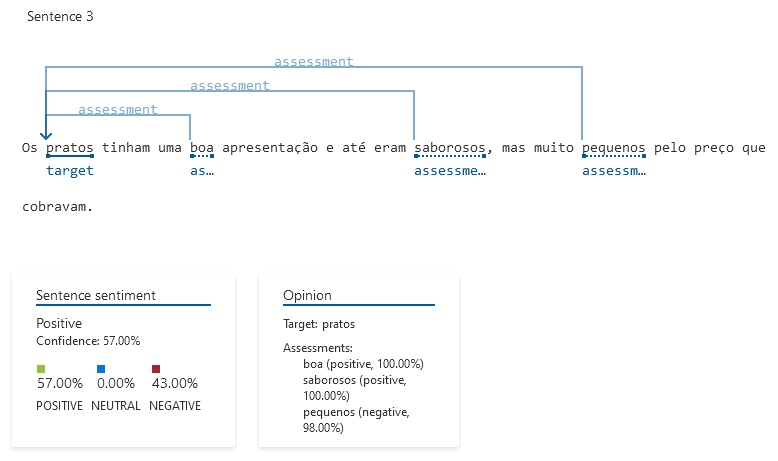 Sentence 3
assessment
assessment
assessment
Os pratos tinham uma boa apresentação e até eram saborosos, mas muito pequenos pelo preço que
target as… assessme… assessm…
cobravam.
Sentence sentiment
Positive
Confidence: 57.00%
57.00% 0.00% 43.00%
POSITIVE NEUTRAL NEGATIVE
Opinion
Target: pratos
Assessments:
boa (positive, 100.00%)
saborosos (positive,
100.00%)
pequenos (negative,
98.00%)